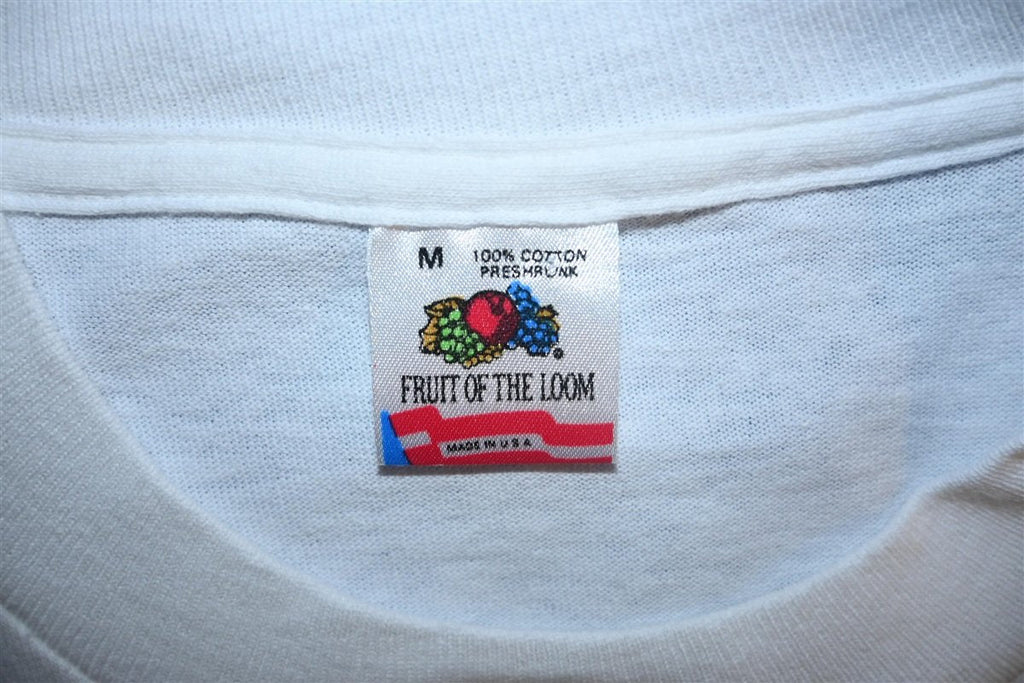 M 100% COTTON
PRESHRUNK
FRUIT OF THE LOOM
MADE IN U S A